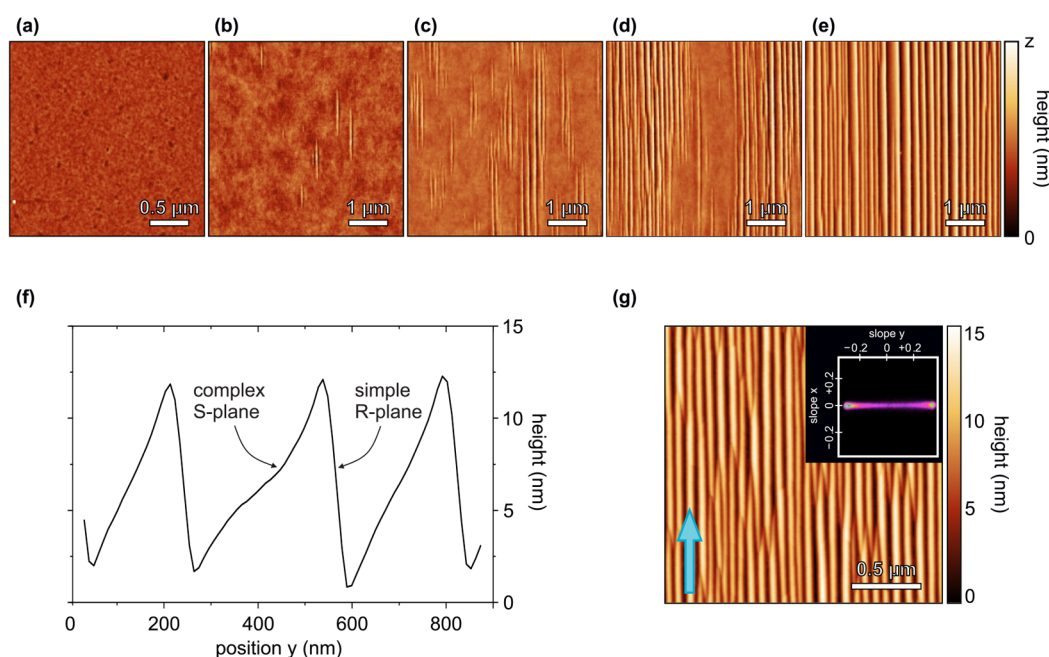 (a)
(b)
(c)
(d)
(e)
0.5 µm
1 µm
1 µm
1 µm
1 µm
z
0
height (nm)
(f)
15
10
5
0
height (nm)
complex
S-plane
simple
R-plane
0
200
400
600
800
position y (nm)
(g)
slope y
−0.2 0 +0.2
slope x
−0.2 0 +0.2
0.5 µm
15
10
5
0
height (nm)